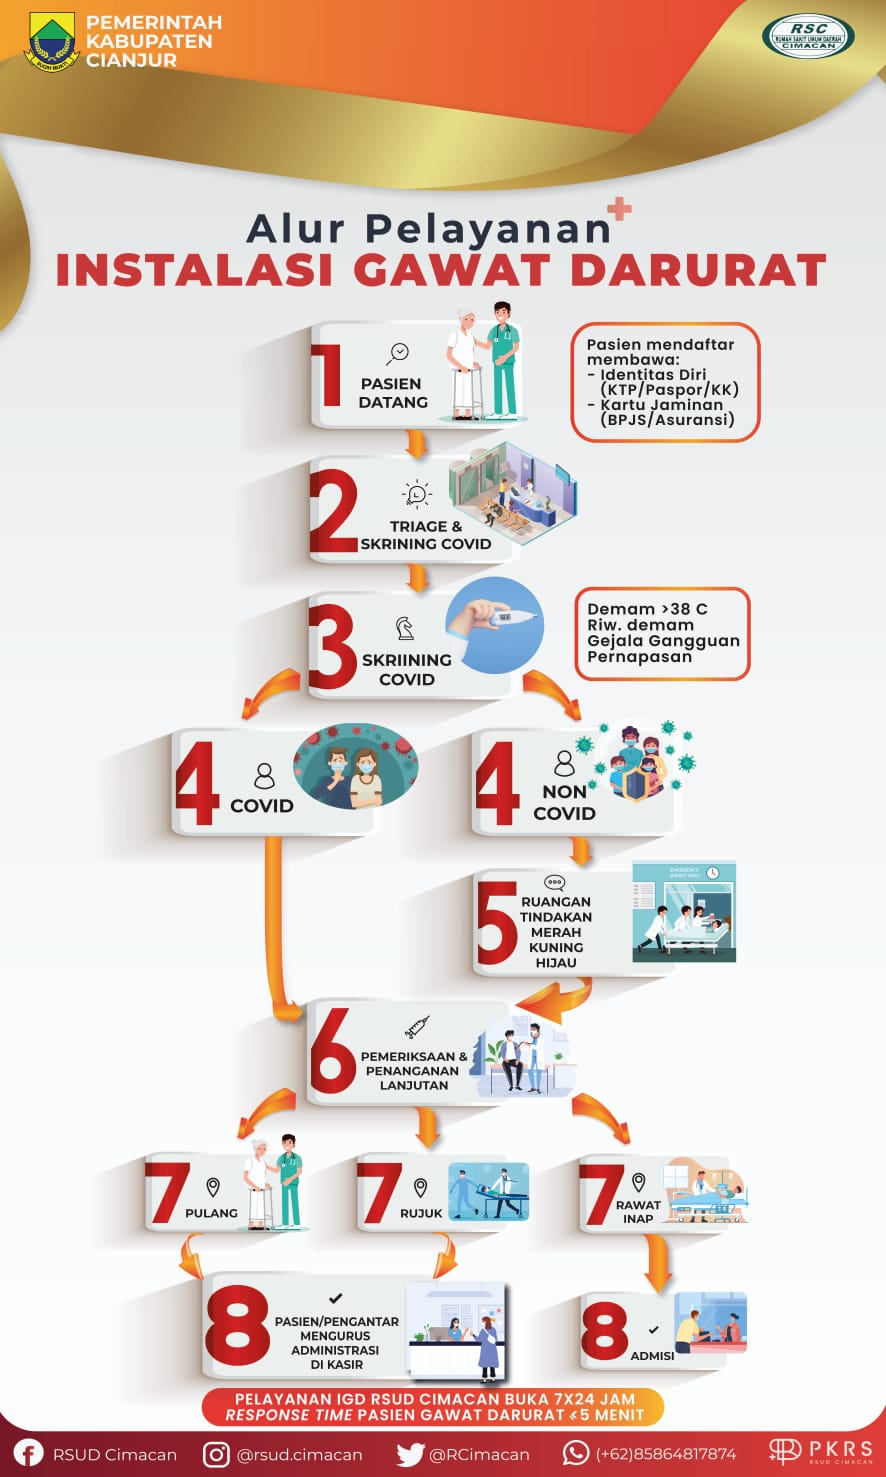 PEMERINTAH
KABUPATEN
CIANJUR
SUGIH MUKTI
RSC
RUMAH SAKIT UMUM DAERAH
CIMACAN
Alur Pelayanan
INSTALASI GAWAT DARURAT
1
PASIEN
DATANG
Pasien mendaftar
membawa:
- Identitas Diri
(KTP/Paspor/KK)
- Kartu Jaminan
(BPJS/Asuransi)
2
TRIAGE &
SKRINING COVID
3
SKRIINING
COVID
Demam >38 C
Riw. demam
Gejala Gangguan
Pernapasan
4
COVID
4
NON
COVID
5
RUANGAN
TINDAKAN
MERAH
KUNING
HIJAU
EMERGENCY
6
PEMERIKSAAN &
PENANGANAN
LANJUTAN
7
PULANG
7
RUJUK
7
RAWAT
INAP
8
PASIEN/PENGANTAR
MENGURUS
ADMINISTRASI
DI KASIR
8
ADMISI
PELAYANAN IGD RSUD CIMACAN BUKA 7X24 JAM
RESPONSE TIME PASIEN GAWAT DARURAT ≤5 MENIT
RSUD Cimacan
@rsud.cimacan
@RCimacan
(+62)85864817874
PKRS
RSUD CIMACAN